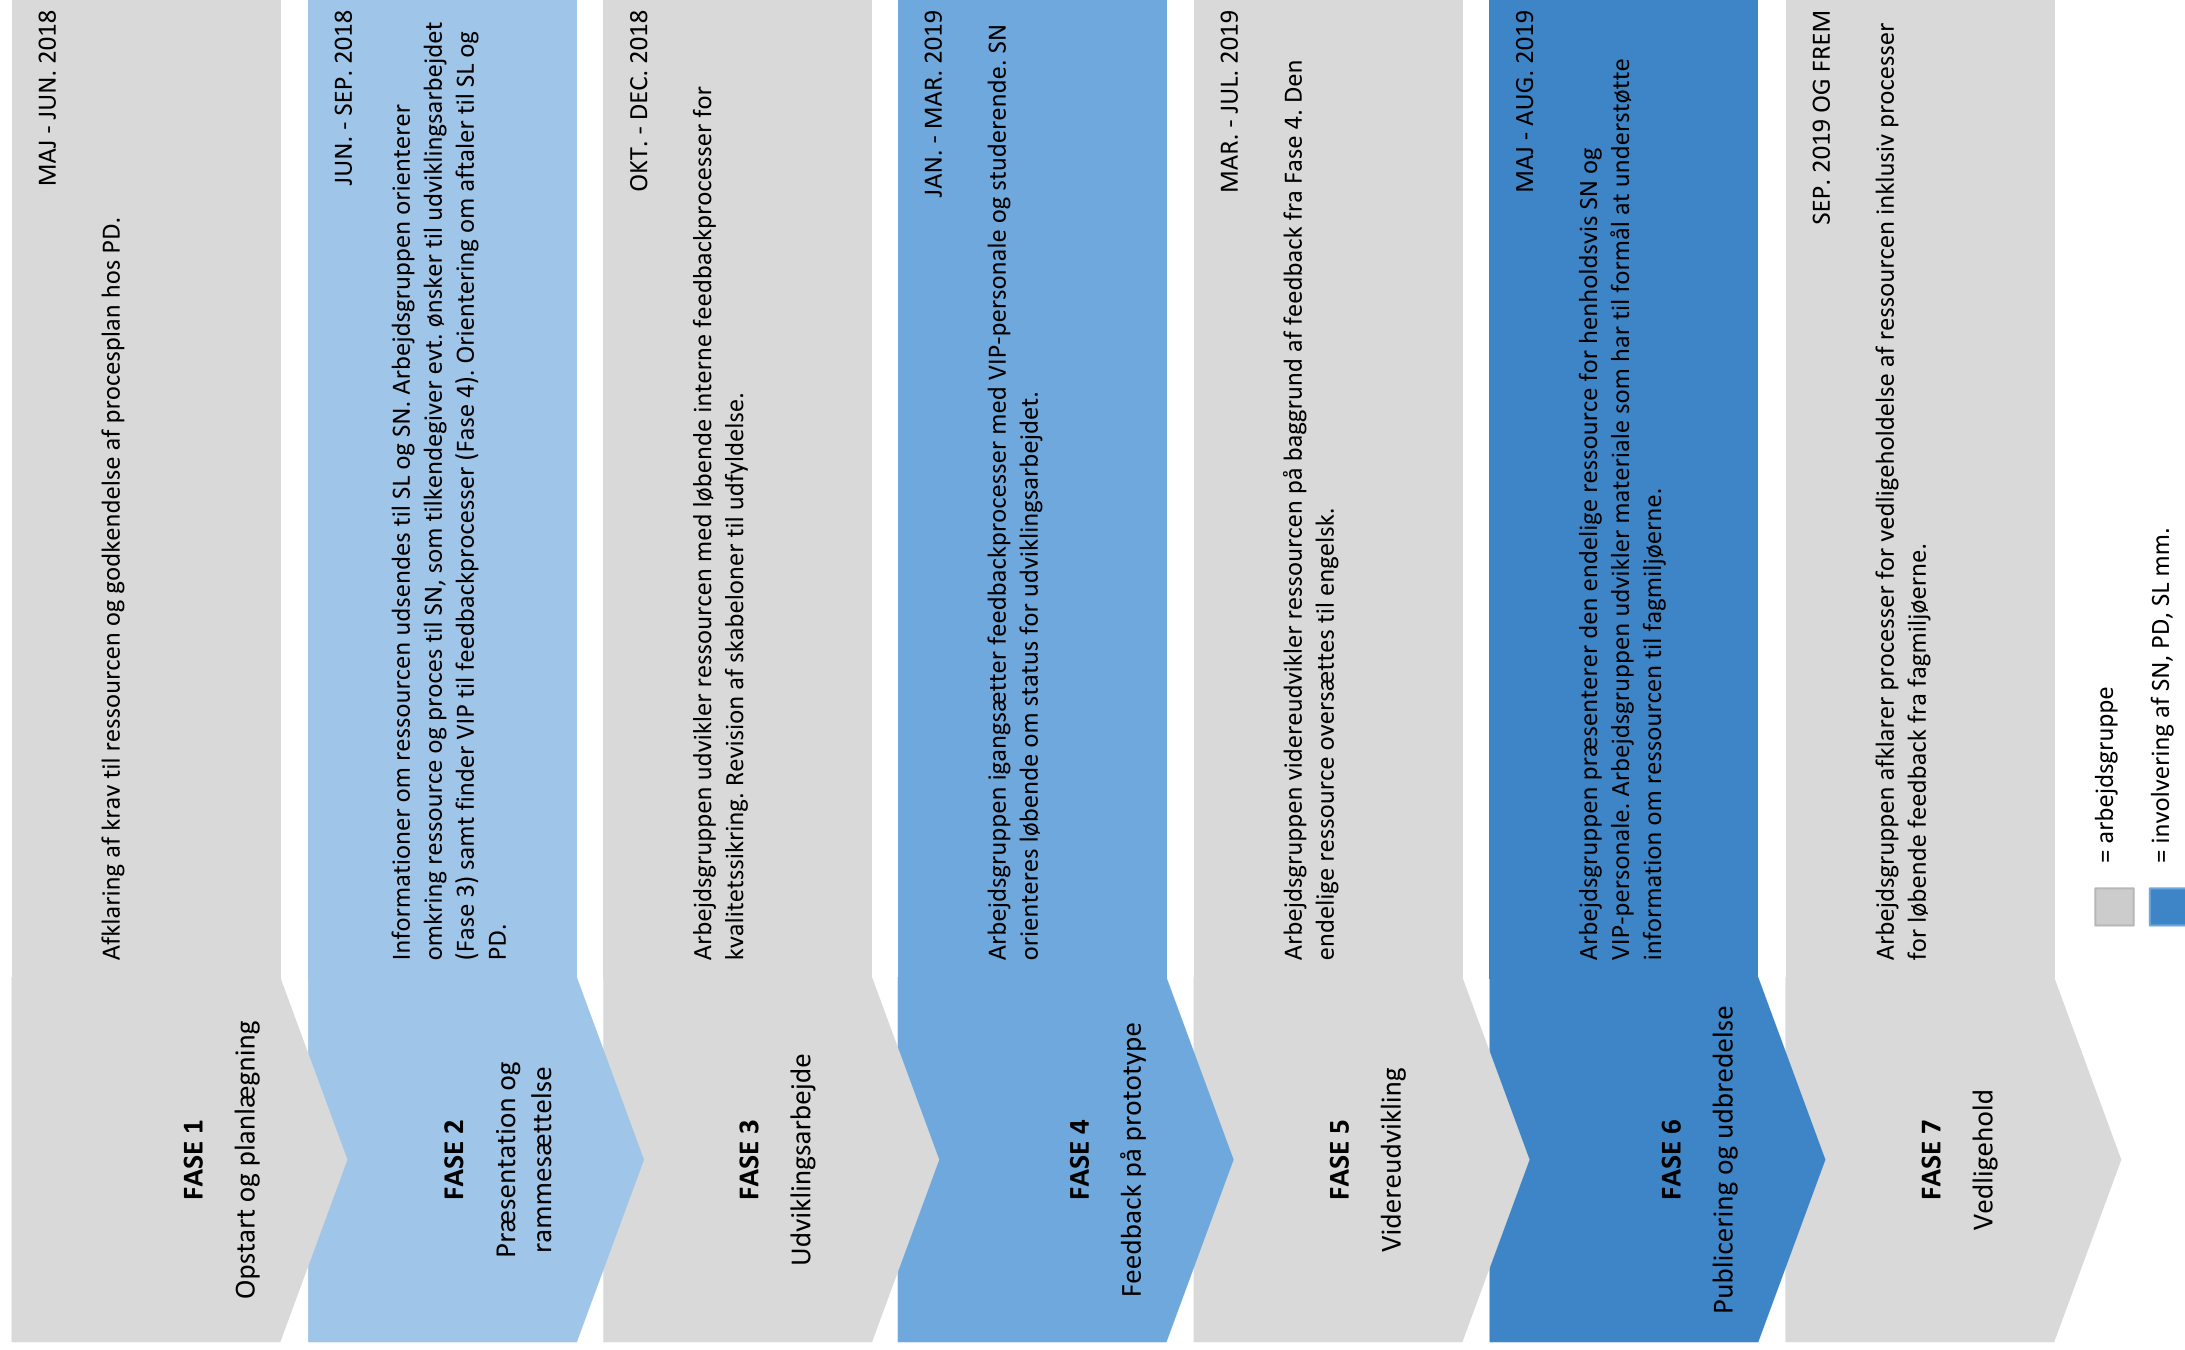 FASE 1
Opstart og planlægning
MAJ - JUN. 2018
Afklaring af krav til ressourcen og godkendelse af procesplan hos PD.
FASE 2
Præsentation og
rammesættelse
JUN. - SEP. 2018
Informationer om ressourcen udsendes til SL og SN. Arbejdsgruppen orienterer
omkring ressource og proces til SN, som tilkendegiver evt. ønsker til udviklingsarbejdet
(Fase 3) samt finder VIP til feedbackprocesser (Fase 4). Orientering om aftaler til SL og
PD.
FASE 3
Udviklingsarbejde
OKT. - DEC. 2018
Arbejdsgruppen udvikler ressourcen med løbende interne feedbackprocesser for
kvalitetssikring. Revision af skabeloner til udfyldelse.
FASE 4
Feedback på prototype
JAN. - MAR. 2019
Arbejdsgruppen igangsætter feedbackprocesser med VIP-personale og studerende. SN
orienteres løbende om status for udviklingsarbejdet.
FASE 5
Videreudvikling
MAR. - JUL. 2019
Arbejdsgruppen videreudvikler ressourcen på baggrund af feedback fra Fase 4. Den
endelige ressource oversættes til engelsk.
FASE 6
Publicering og udbredelse
MAJ - AUG. 2019
Arbejdsgruppen præsenterer den endelige ressource for henholdsvis SN og
VIP-personale. Arbejdsgruppen udvikler materiale som har til formål at understøtte
information om ressourcen til fagmiljøerne.
FASE 7
Vedligehold
SEP. 2019 OG FREM
Arbejdsgruppen afklarer processer for vedligeholdelse af ressourcen inklusiv processer
for løbende feedback fra fagmiljøerne.
= arbejdsgruppe
= involvering af SN, PD, SL mm.